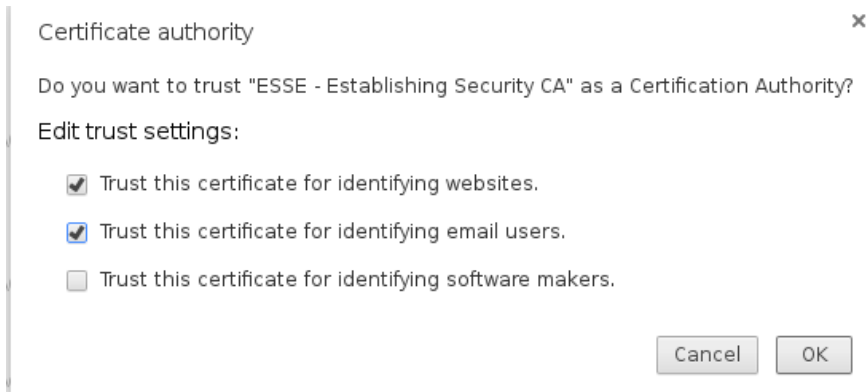 Certificate authority
Do you want to trust "ESSE - Establishing Security CA" as a Certification Authority?
Edit trust settings:
Trust this certificate for identifying websites.
Trust this certificate for identifying email users.
Trust this certificate for identifying software makers.
Cancel OK